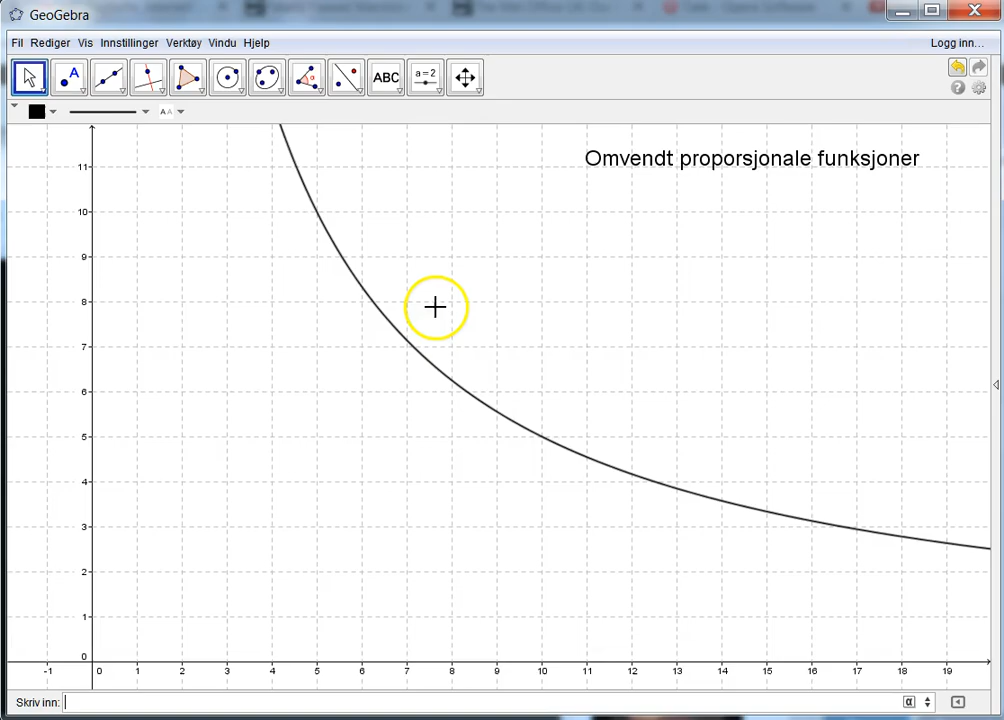 GeoGebra
Fil Rediger Vis Innstillinger Verktøy Vindu Hjelp
Logg inn...
A
α
ABC
a=2
AA
Omvendt proporsjonale funksjoner
11
10
9
8
7
6
5
4
3
2
1
0
-1 0 1 2 3 4 5 6 7 8 9 10 11 12 13 14 15 16 17 18 19
Skriv inn:
α